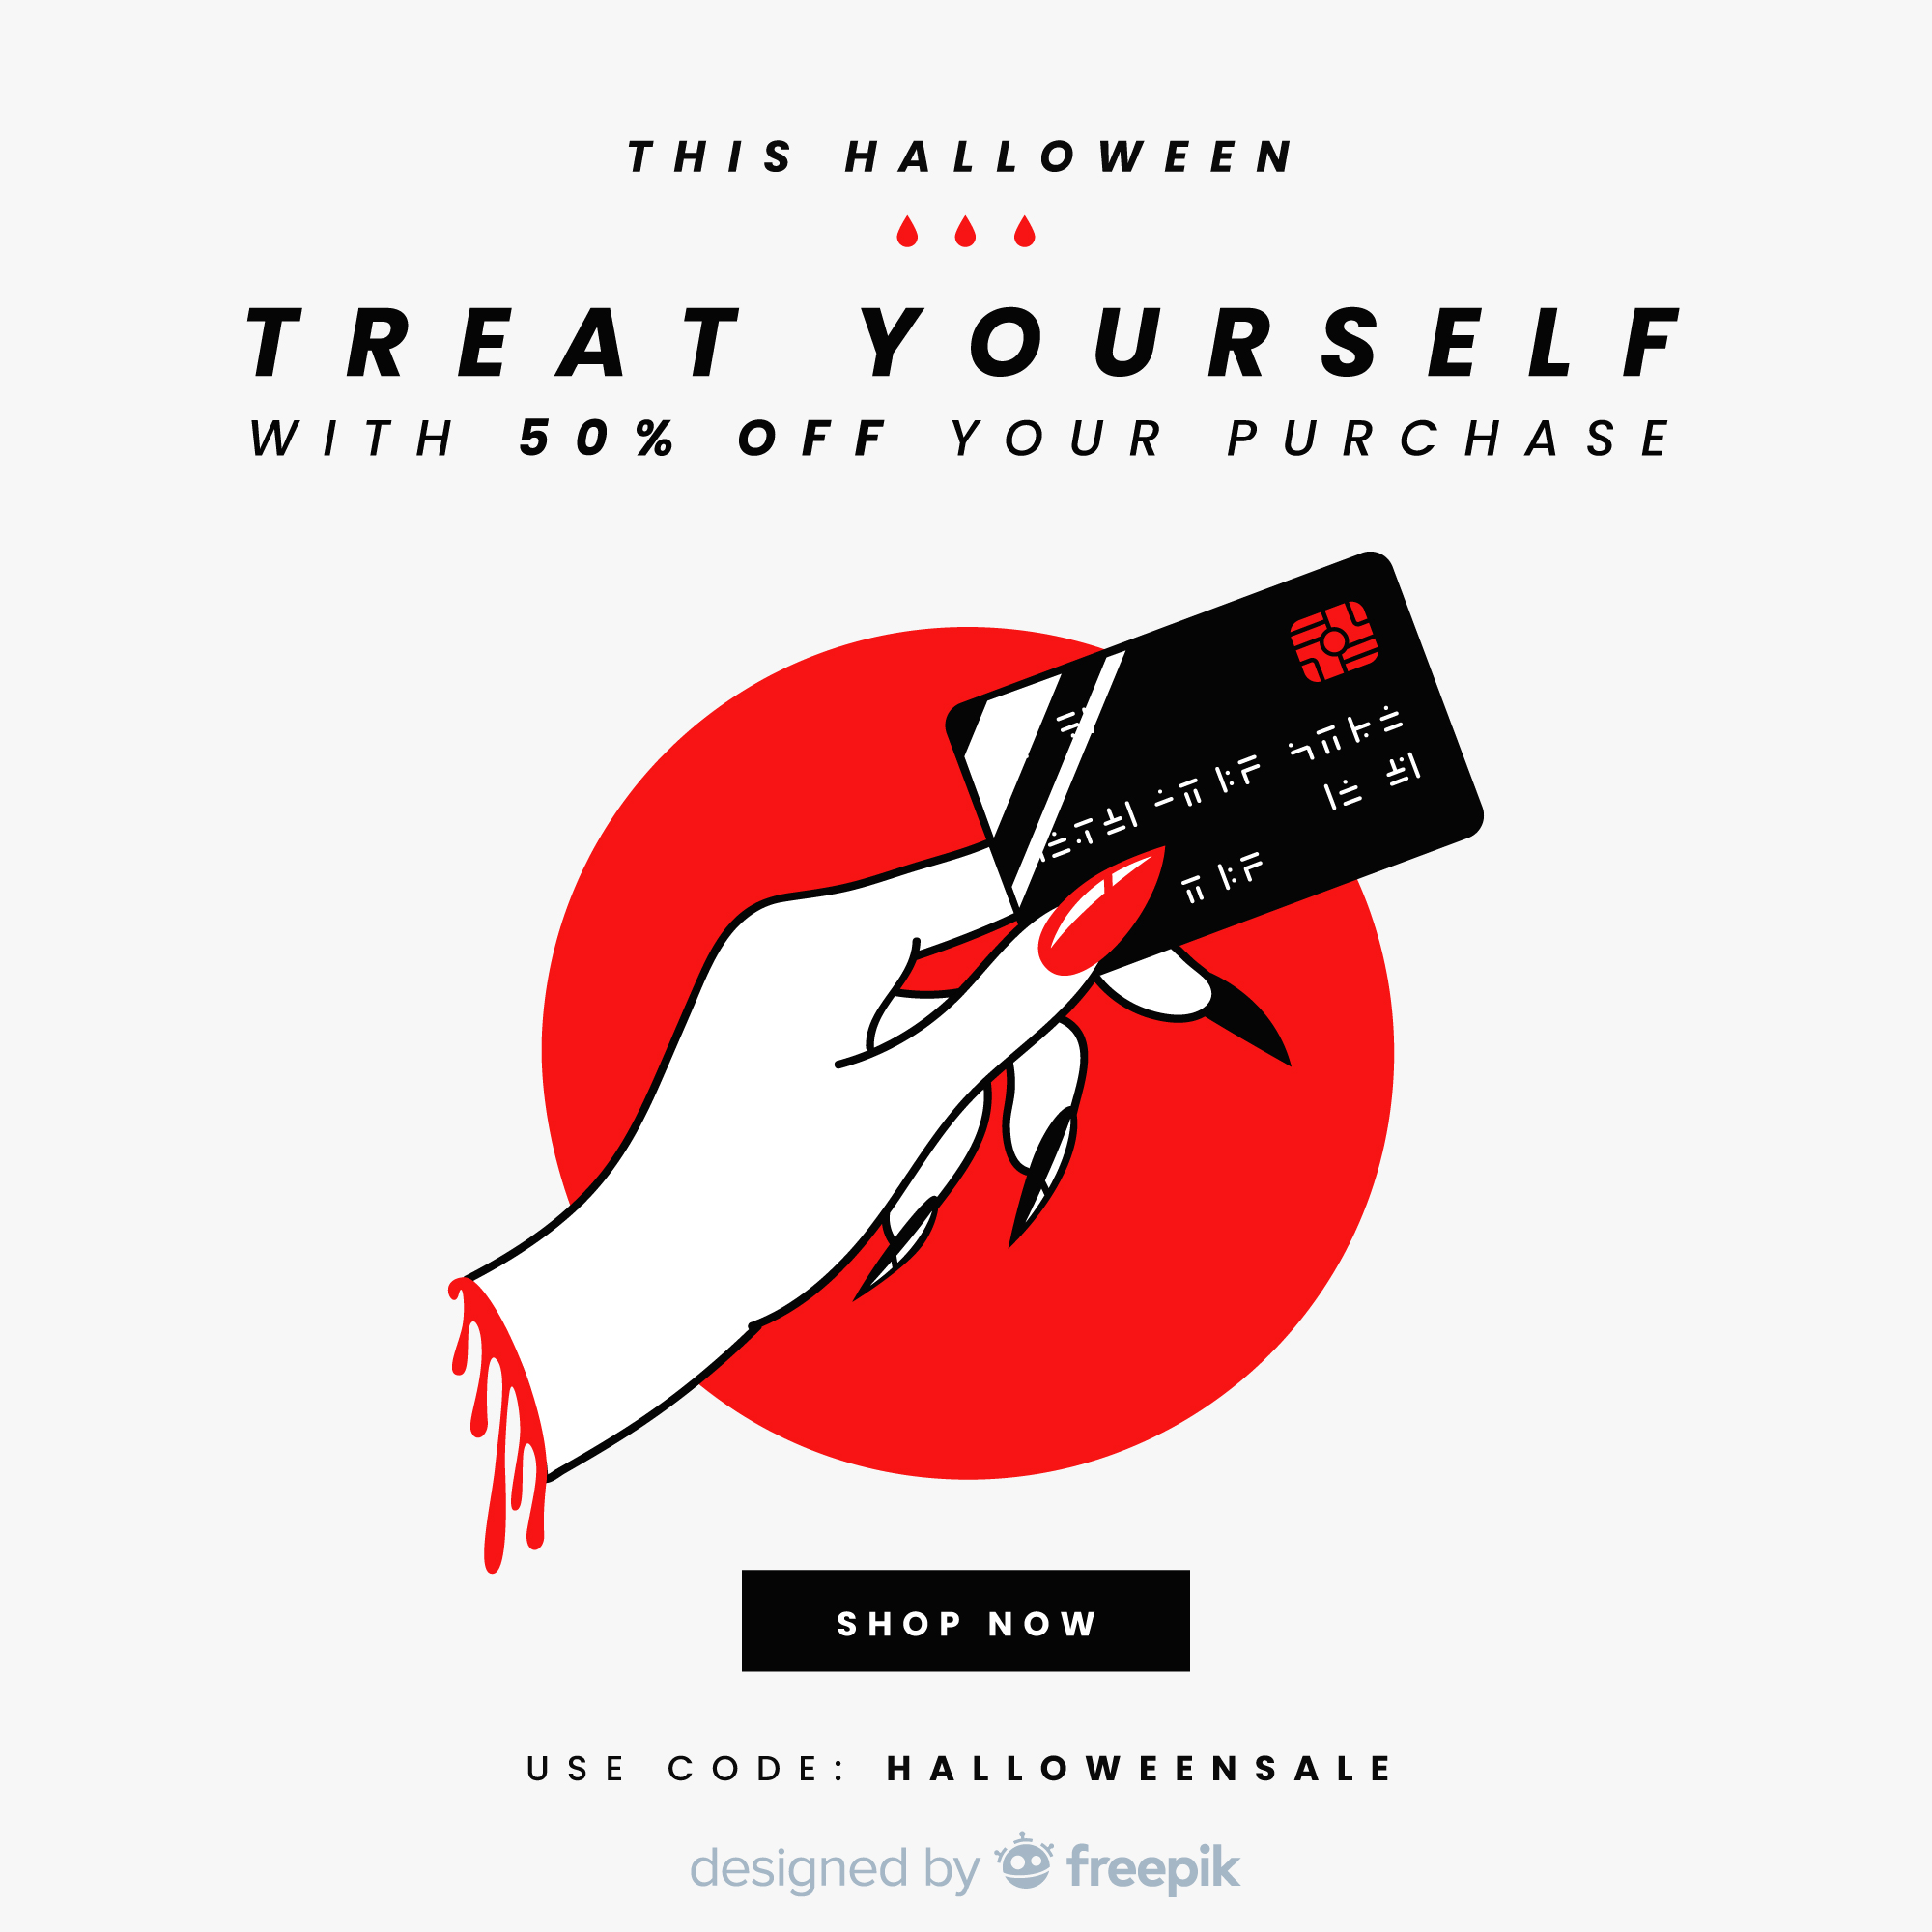 THIS HALLOWEEN
TREAT YOURSELF
WITH 50% OFF YOUR PURCHASE
SHOP NOW
USE CODE: HALLOWEENSALE
designed by freepik